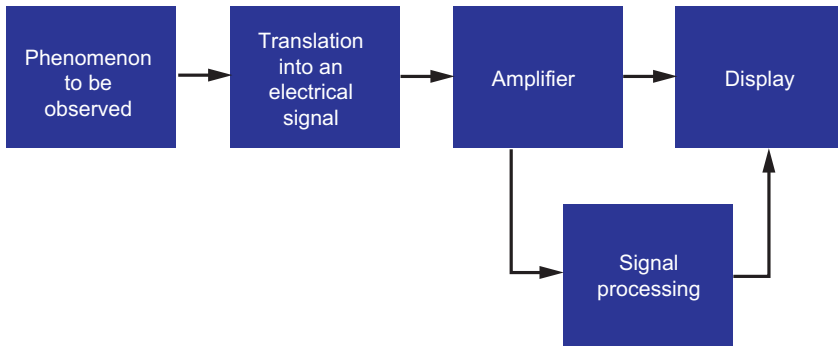 Phenomenon
to be
observed
Translation
into an
electrical
signal
Amplifier
Display
Signal
processing